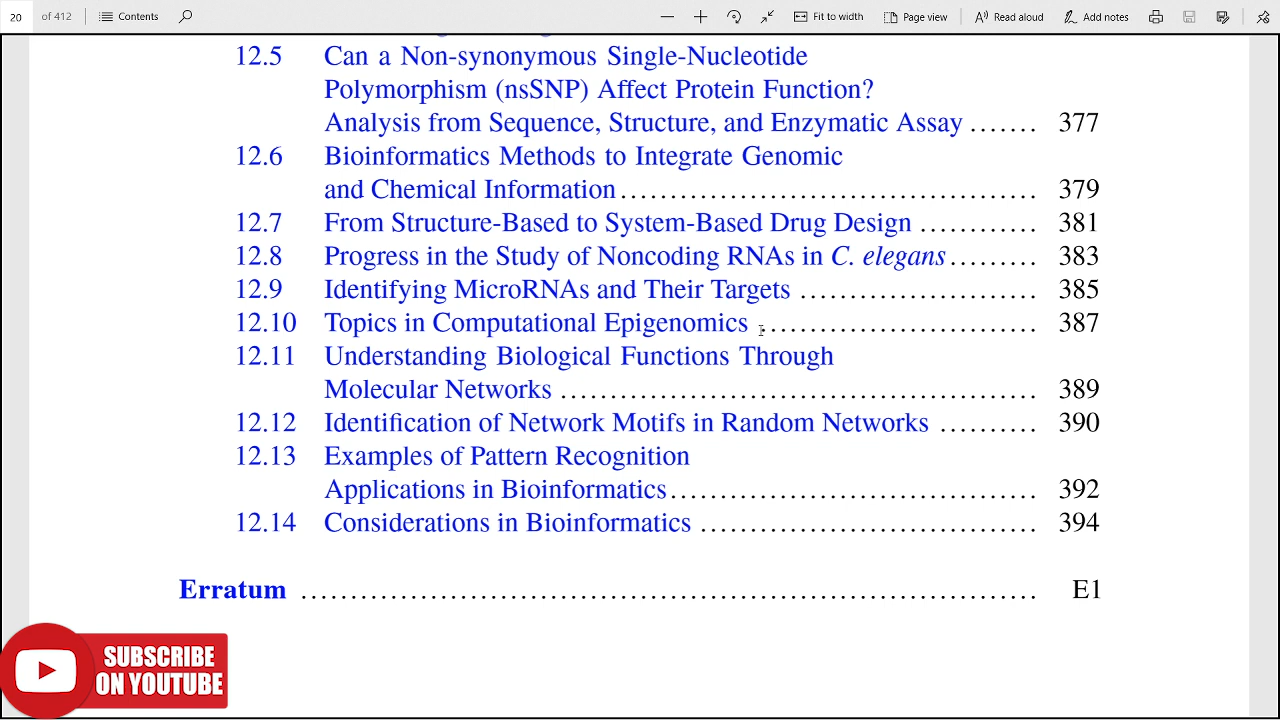 20 of 412 Contents Fit to width Page view Read aloud Add notes
12.5 Can a Non-synonymous Single-Nucleotide
Polymorphism (nsSNP) Affect Protein Function?
Analysis from Sequence, Structure, and Enzymatic Assay ....... 377
12.6 Bioinformatics Methods to Integrate Genomic
and Chemical Information.......................................... 379
12.7 From Structure-Based to System-Based Drug Design ............ 381
12.8 Progress in the Study of Noncoding RNAs in C. elegans......... 383
12.9 Identifying MicroRNAs and Their Targets ........................ 385
12.10 Topics in Computational Epigenomics ............................ 387
12.11 Understanding Biological Functions Through
Molecular Networks ................................................ 389
12.12 Identification of Network Motifs in Random Networks .......... 390
12.13 Examples of Pattern Recognition
Applications in Bioinformatics..................................... 392
12.14 Considerations in Bioinformatics .................................. 394
Erratum .......................................................................... E1
SUBSCRIBE
ON YOUTUBE